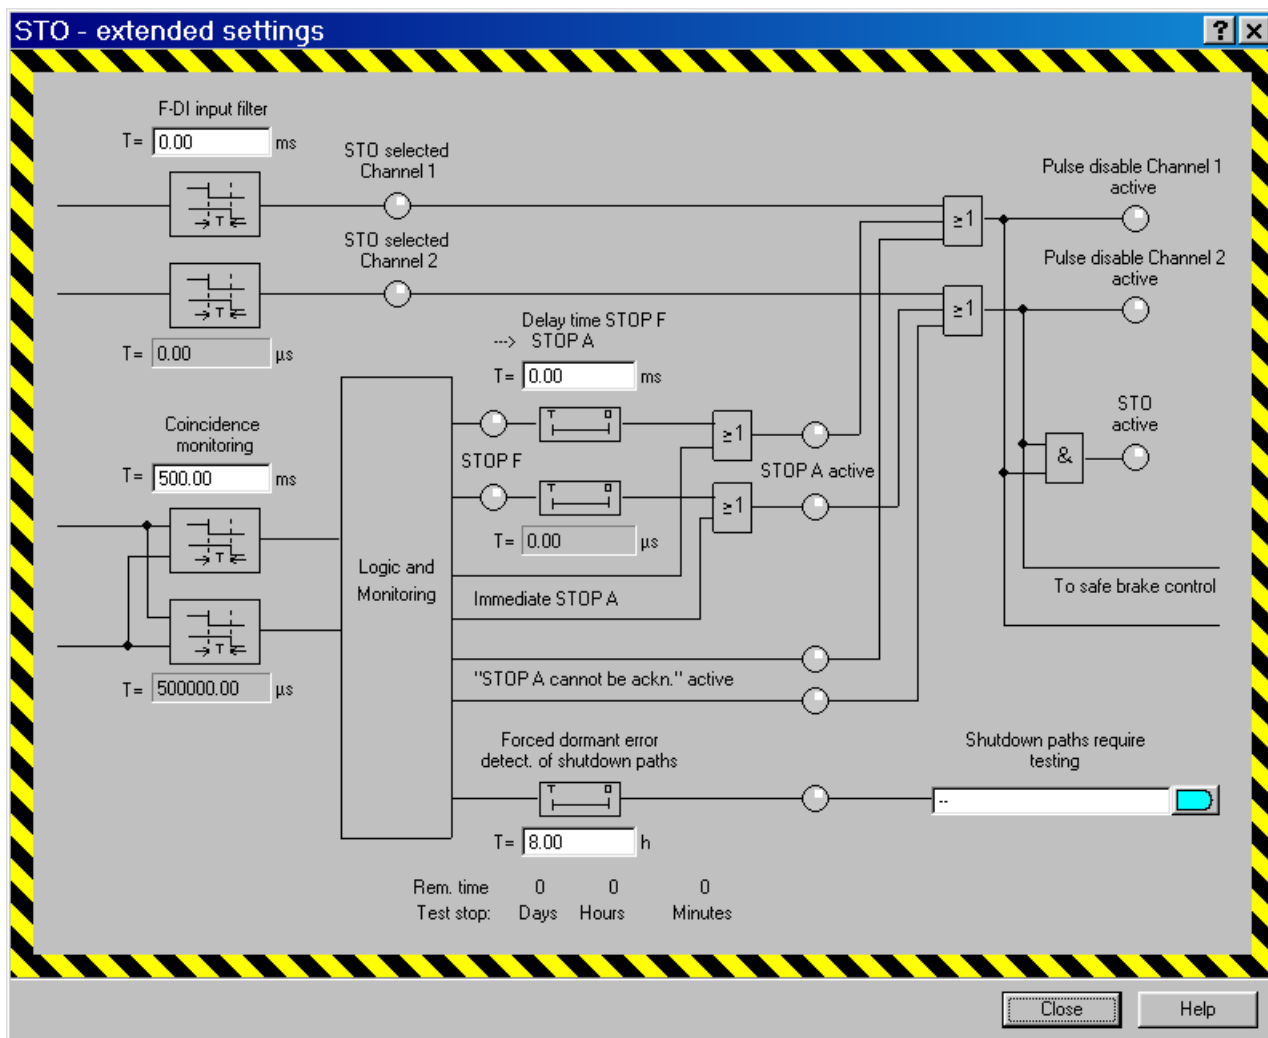 STO - extended settings
F-DI input filter
T= 0.00 ms
STO selected
Channel 1
Pulse disable Channel 1
active
T
≥1
STO selected
Channel 2
Pulse disable Channel 2
active
T
≥1
Delay time STOP F
---> STOP A
T= 0.00 µs
T= 0.00 ms
STO
active
Coincidence
monitoring
T 0
≥1
&
T= 500.00 ms
STOP F
STOP A active
T 0
≥1
T
T= 0.00 µs
Logic and
Monitoring
Immediate STOP A
To safe brake control
T
"STOP A cannot be ackn." active
T= 500000.00 µs
Forced dormant error
detect. of shutdown paths
Shutdown paths require
testing
T 0
--
T= 8.00 h
Rem. time 0 0 0
Test stop: Days Hours Minutes
Close
Help